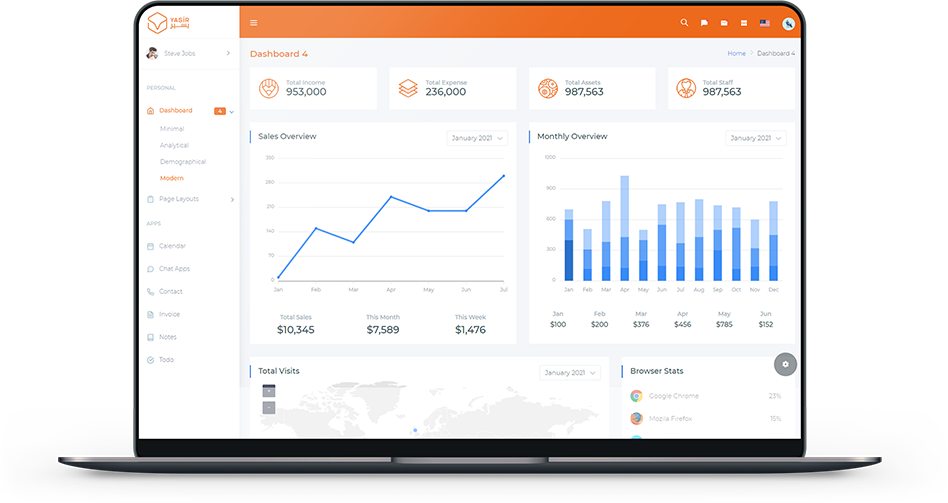 YASIR
يسير
Steve Jobs
PERSONAL
Dashboard 4
Minimal
Analytical
Demographical
Modern
Page Layouts
APPS
Calendar
Chat Apps
Contact
Invoice
Notes
Todo
Dashboard 4
Home > Dashboard 4
Total Income
953,000
Total Expense
236,000
Total Assets
987,563
Total Staff
987,563
Sales Overview
January 2021
350
280
210
140
70
0
Jan Feb Mar Apr May Jun Jul
Total Sales This Month This Week
$10,345 $7,589 $1,476
Monthly Overview
January 2021
1200
900
600
300
0
Jan Feb Mar Apr May Jun Jul Aug Sep Oct Nov Dec
Jan Feb Mar Apr May Jun
$100 $200 $376 $456 $785 $152
Total Visits
January 2021
+
−
Browser Stats
Google Chrome 23%
Mozila Firefox 15%